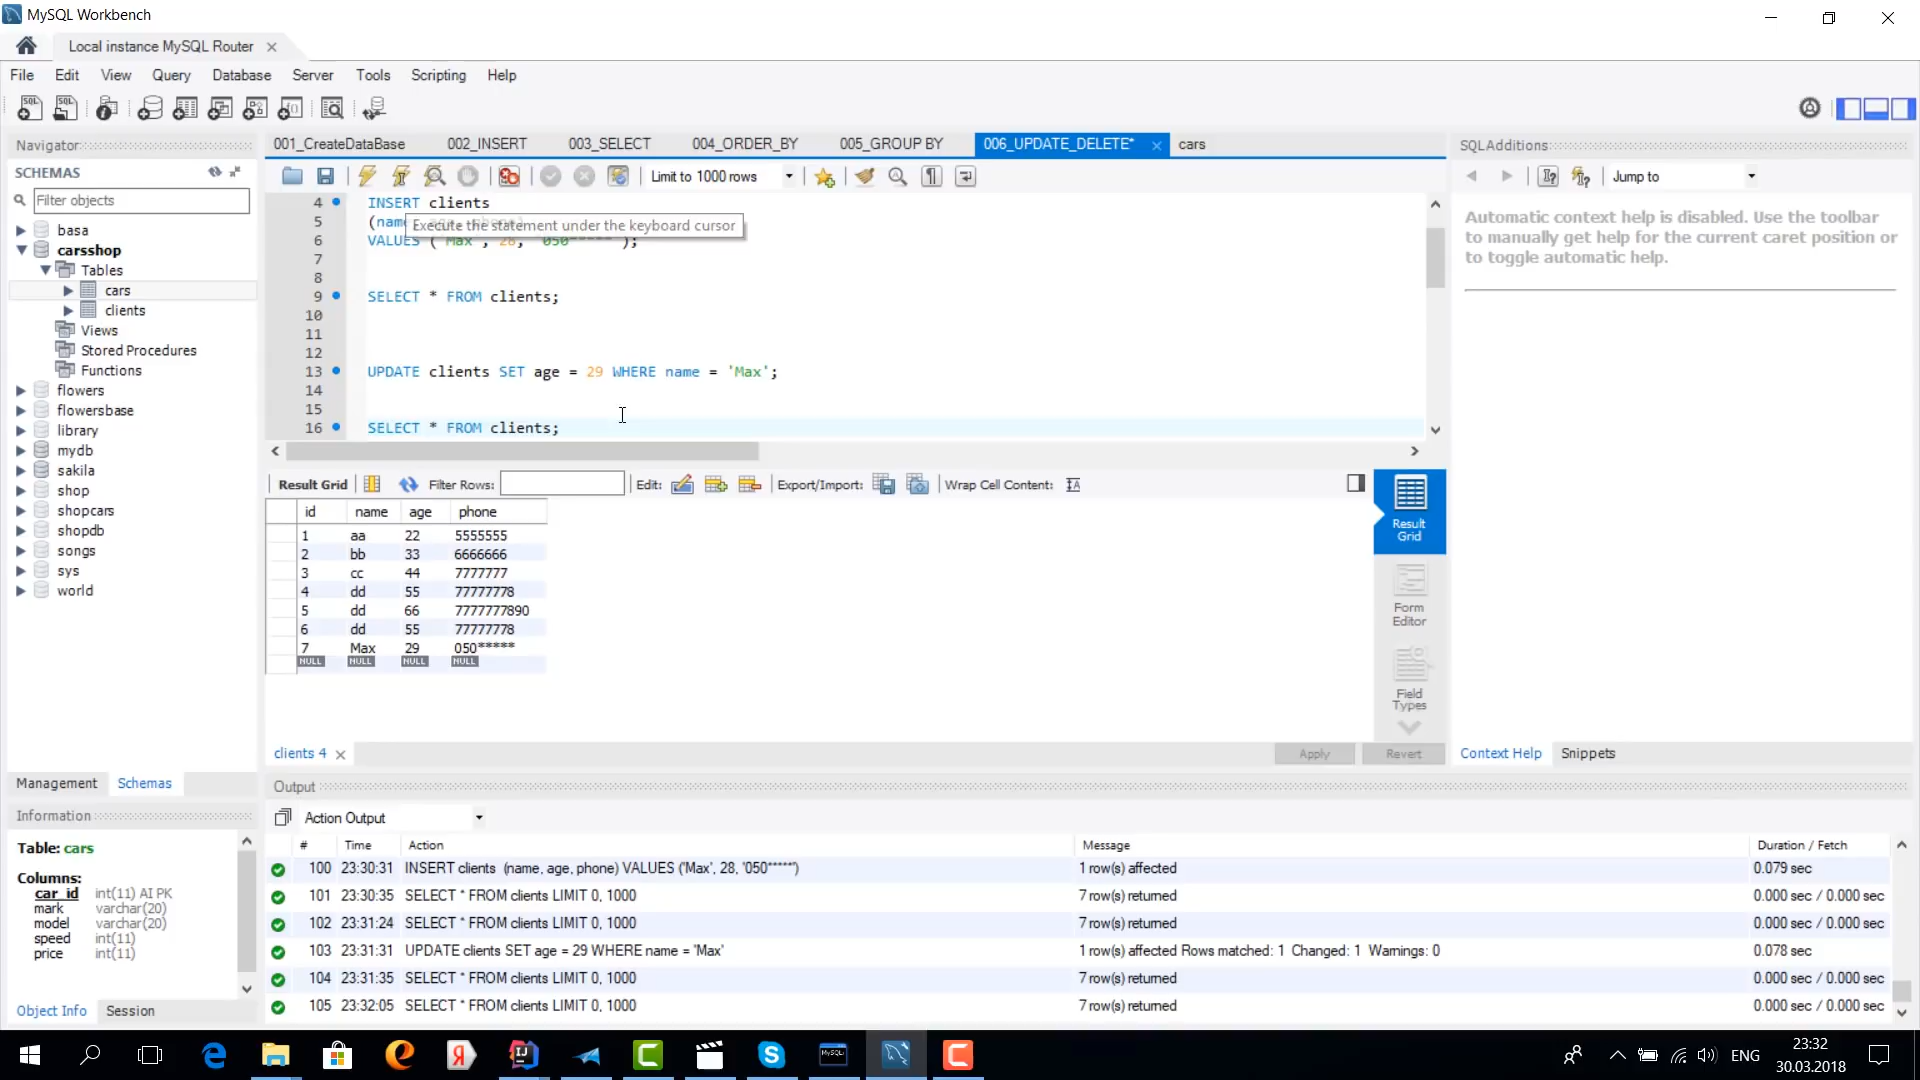 MySQL Workbench
Local instance MySQL Router
File Edit View Query Database Server Tools Scripting Help
Navigator
SCHEMAS
Filter objects
basa
carsshop
Tables
cars
clients
Views
Stored Procedures
Functions
flowers
flowersbase
library
mydb
sakila
shop
shopcars
shopdb
songs
sys
world
Management Schemas
Information
Table: cars
Columns:
car_id int(11) AI PK
mark varchar(20)
model varchar(20)
speed int(11)
price int(11)
Object Info Session
001_CreateDataBase 002_INSERT 003_SELECT 004_ORDER_BY 005_GROUP BY 006_UPDATE_DELETE* cars
Limit to 1000 rows
4 INSERT clients
5 (name, age, phone)
Execute the statement under the keyboard cursor
6 VALUES ('Max', 28, '050*****');
7
8
9 SELECT * FROM clients;
10
11
12
13 UPDATE clients SET age = 29 WHERE name = 'Max';
14
15
16 SELECT * FROM clients;
Result Grid Filter Rows: Edit: Export/Import: Wrap Cell Content:
id name age phone
1 aa 22 5555555
2 bb 33 6666666
3 cc 44 7777777
4 dd 55 77777778
5 dd 66 7777777890
6 dd 55 77777778
7 Max 29 050*****
NULL NULL NULL NULL
Result Grid
Form Editor
Field Types
clients 4 Apply Revert
SQLAdditions
Jump to
Automatic context help is disabled. Use the toolbar
to manually get help for the current caret position or
to toggle automatic help.
Context Help Snippets
Output
Action Output
# Time Action Message Duration / Fetch
100 23:30:31 INSERT clients (name, age, phone) VALUES ('Max', 28, '050*****') 1 row(s) affected 0.079 sec
101 23:30:35 SELECT * FROM clients LIMIT 0, 1000 7 row(s) returned 0.000 sec / 0.000 sec
102 23:31:24 SELECT * FROM clients LIMIT 0, 1000 7 row(s) returned 0.000 sec / 0.000 sec
103 23:31:31 UPDATE clients SET age = 29 WHERE name = 'Max' 1 row(s) affected Rows matched: 1 Changed: 1 Warnings: 0 0.078 sec
104 23:31:35 SELECT * FROM clients LIMIT 0, 1000 7 row(s) returned 0.000 sec / 0.000 sec
105 23:32:05 SELECT * FROM clients LIMIT 0, 1000 7 row(s) returned 0.000 sec / 0.000 sec
ENG
23:32
30.03.2018